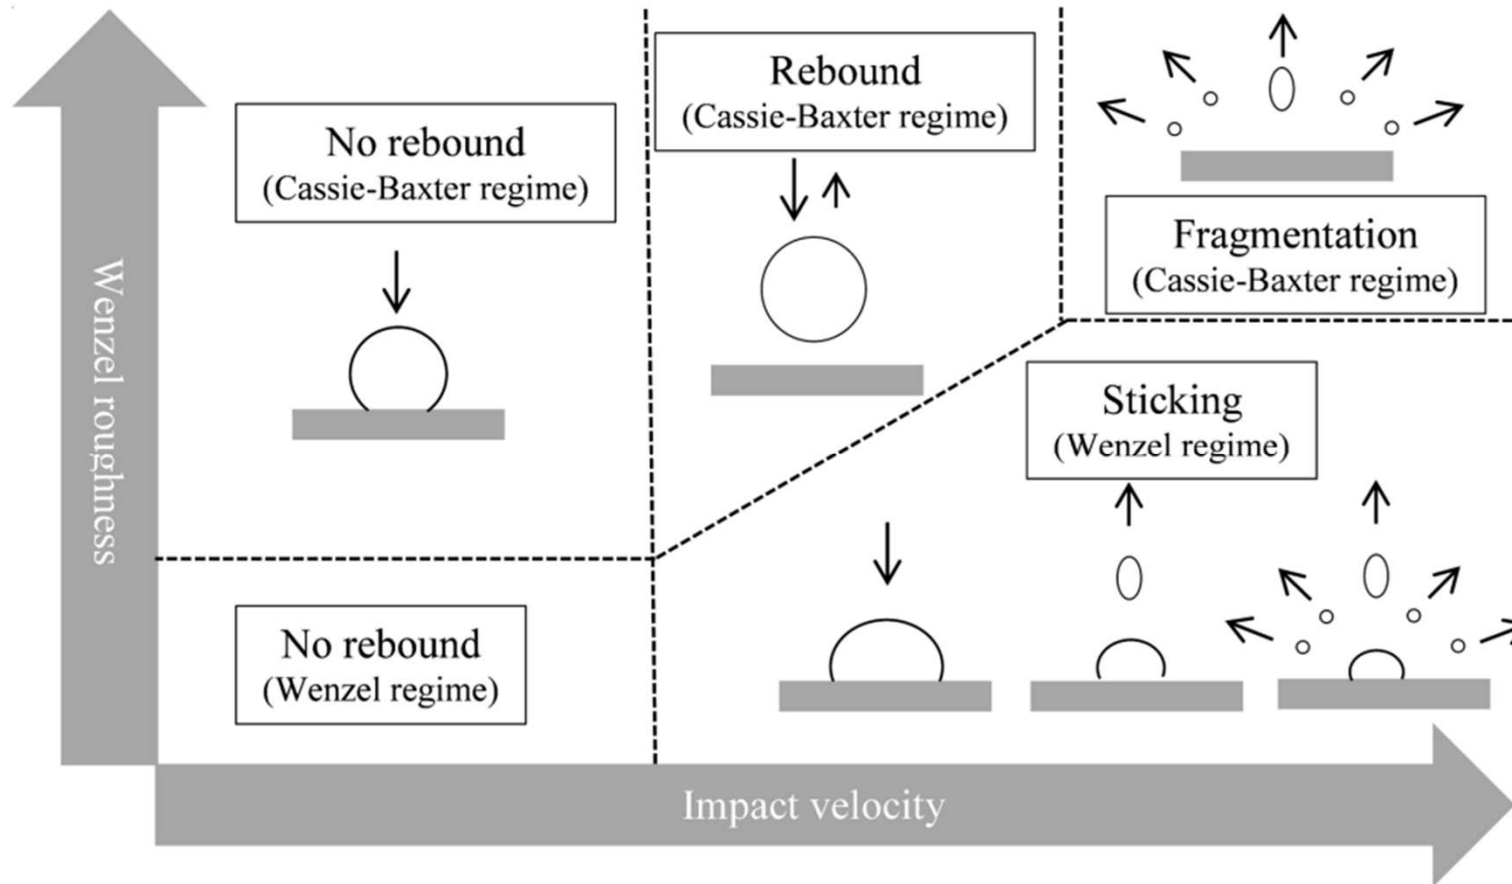 Wenzel roughness
No rebound
(Cassie-Baxter regime)
Rebound
(Cassie-Baxter regime)
Fragmentation
(Cassie-Baxter regime)
Sticking
(Wenzel regime)
No rebound
(Wenzel regime)
Impact velocity